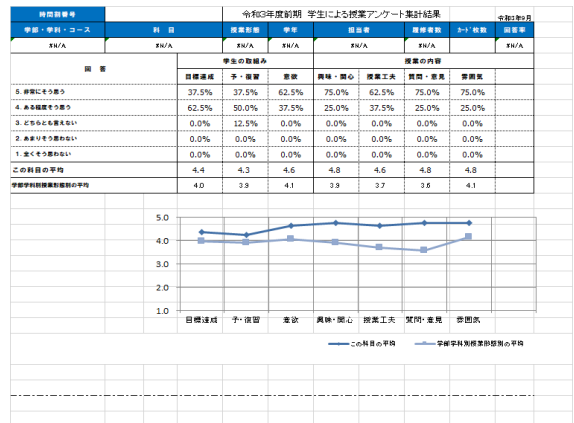 時間割番号 令和3年度前期 学生による授業アンケート集計結果 令和3年9月
学部・学科・コース 科 目 授業形態 学年 担当者 履修者数 カード枚数 回答率
#N/A #N/A #N/A #N/A #N/A #N/A #N/A #N/A
回 答 学生の取組み 授業の内容
目標達成 予・復習 意欲 興味・関心 授業工夫 質問・意見 雰囲気
5. 非常にそう思う 37.5% 37.5% 62.5% 75.0% 62.5% 75.0% 75.0%
4. ある程度そう思う 62.5% 50.0% 37.5% 25.0% 37.5% 25.0% 25.0%
3. どちらとも言えない 0.0% 12.5% 0.0% 0.0% 0.0% 0.0% 0.0%
2. あまりそう思わない 0.0% 0.0% 0.0% 0.0% 0.0% 0.0% 0.0%
1. 全くそう思わない 0.0% 0.0% 0.0% 0.0% 0.0% 0.0% 0.0%
この科目の平均 4.4 4.3 4.6 4.8 4.6 4.8 4.8
学部学科別授業形態別の平均 4.0 3.9 4.1 3.9 3.7 3.6 4.1
5.0
4.0
3.0
2.0
1.0
目標達成 予・復習 意欲 興味・関心 授業工夫 質問・意見 雰囲気
この科目の平均 学部学科別授業形態別の平均